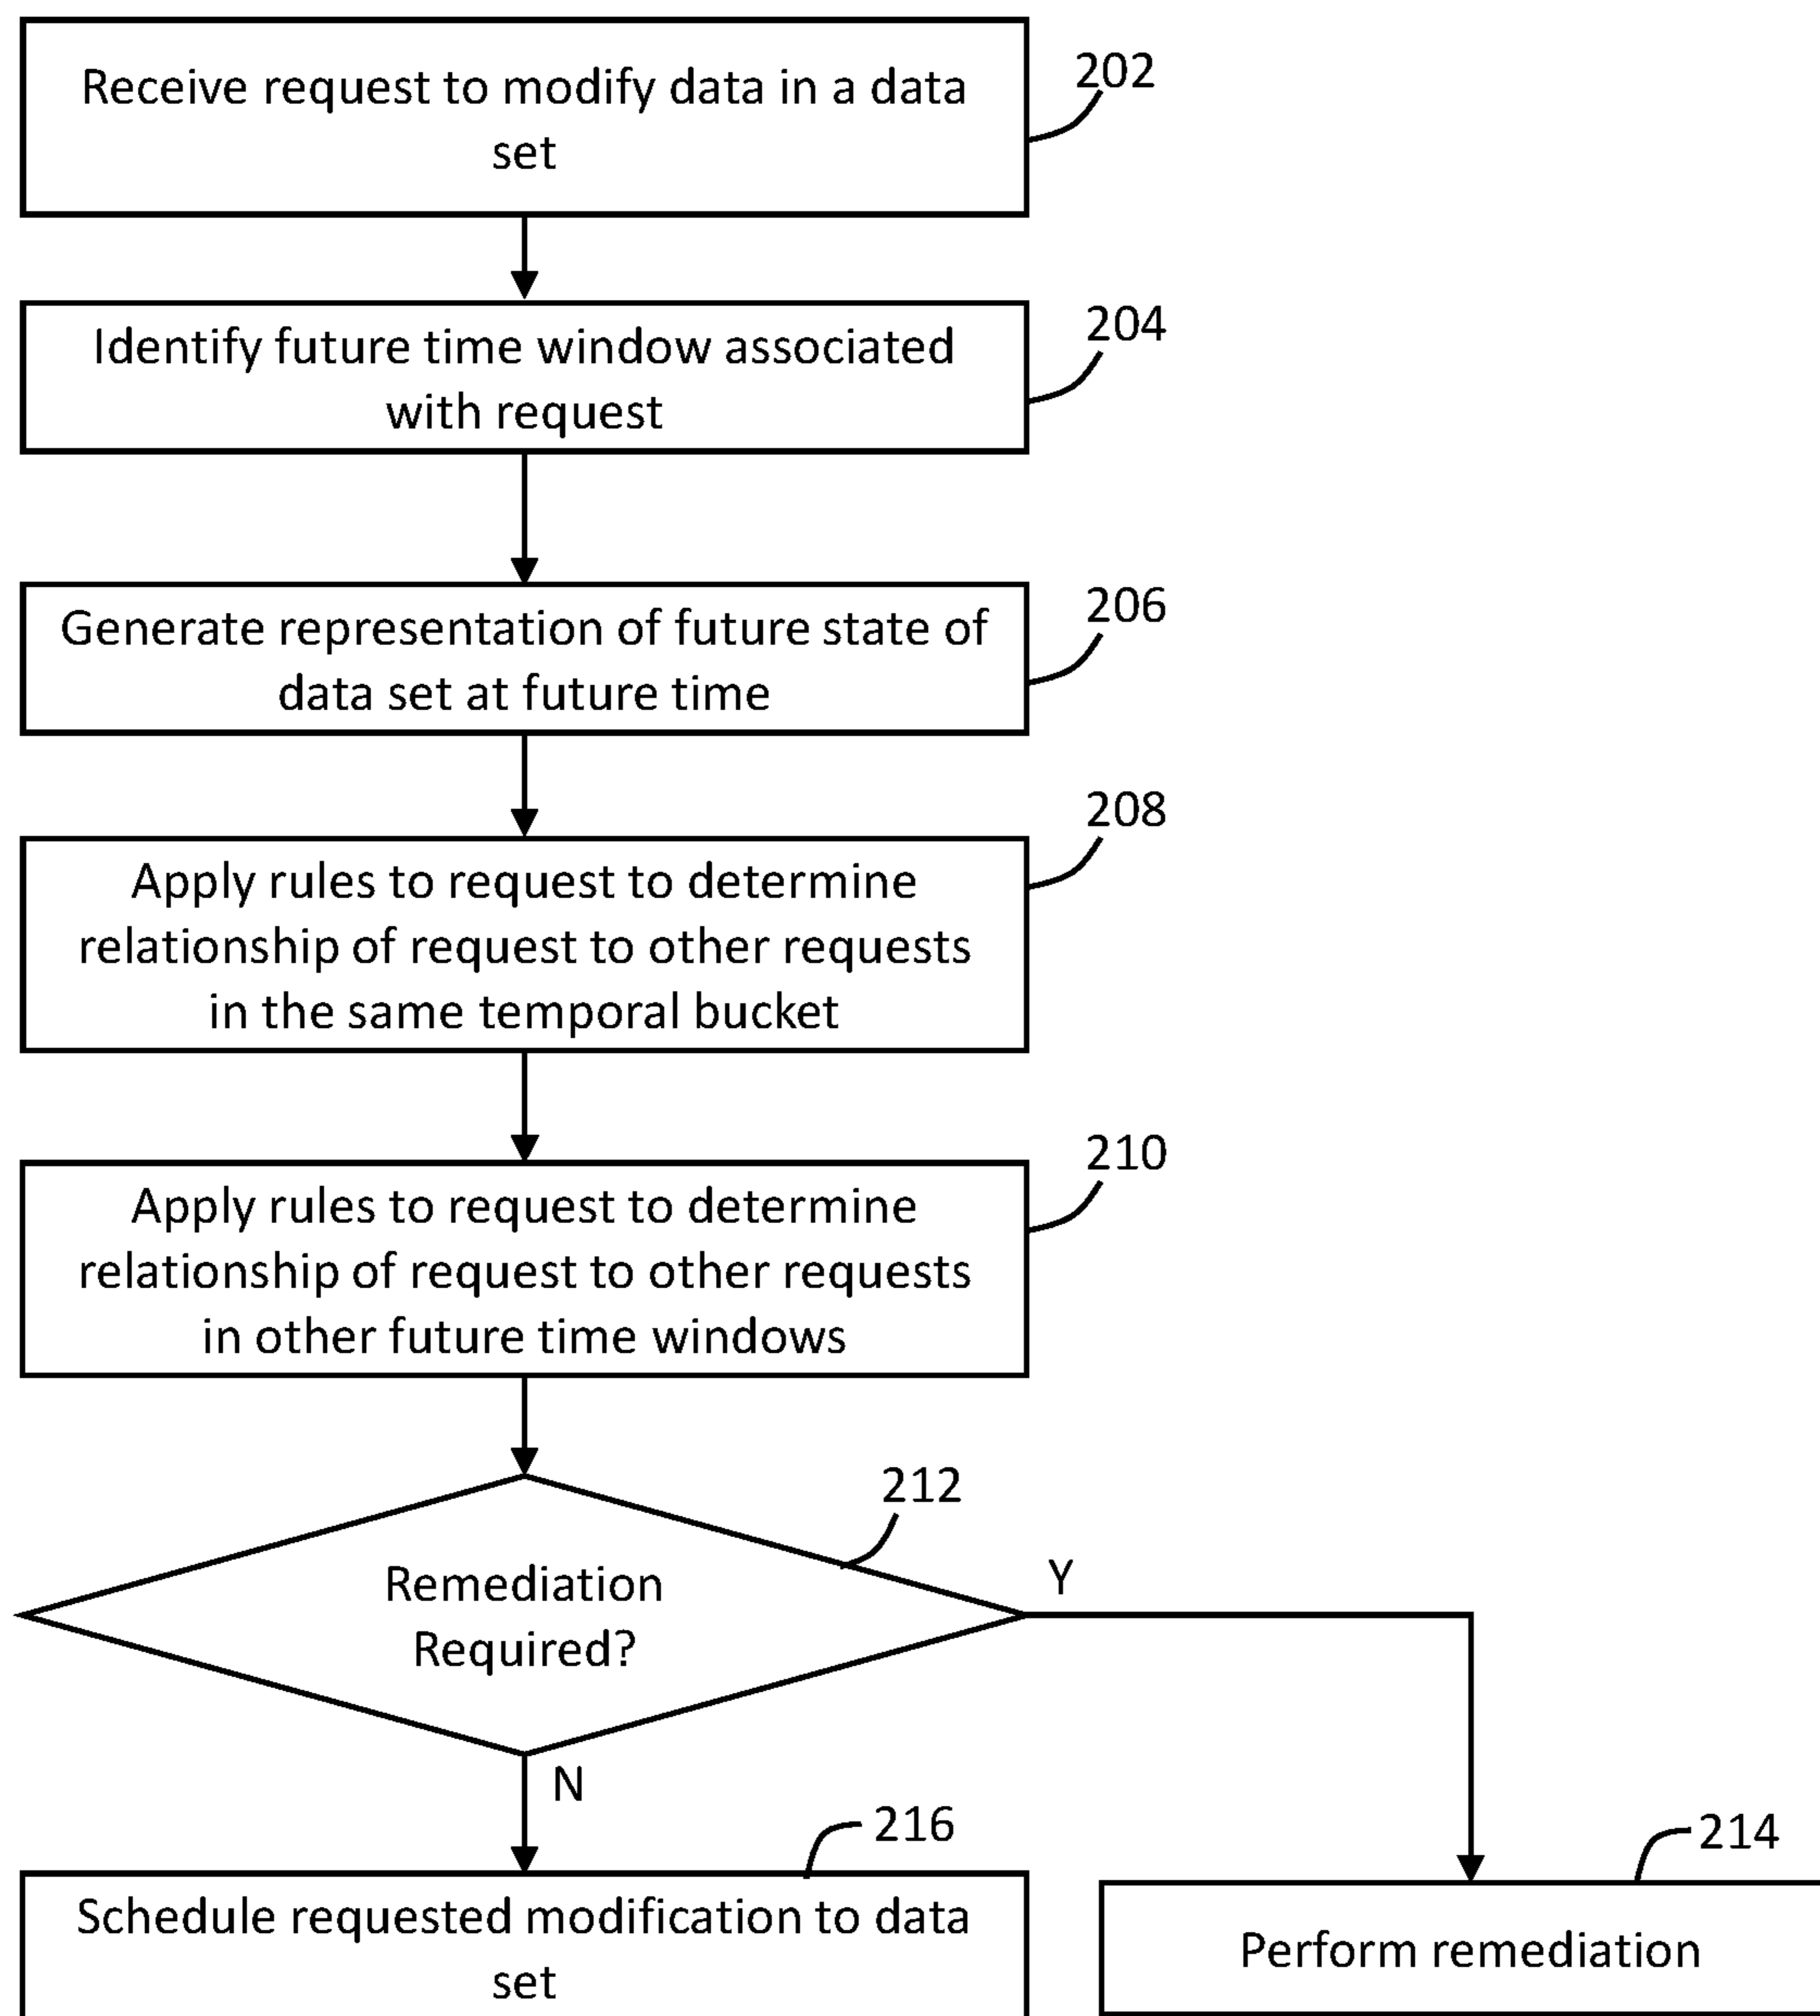 Receive request to modify data in a data
set
202
Identify future time window associated
with request
204
Generate representation of future state of
data set at future time
206
Apply rules to request to determine
relationship of request to other requests
in the same temporal bucket
208
Apply rules to request to determine
relationship of request to other requests
in other future time windows
210
Remediation
Required?
212
Y
N
216
Schedule requested modification to data
set
214
Perform remediation